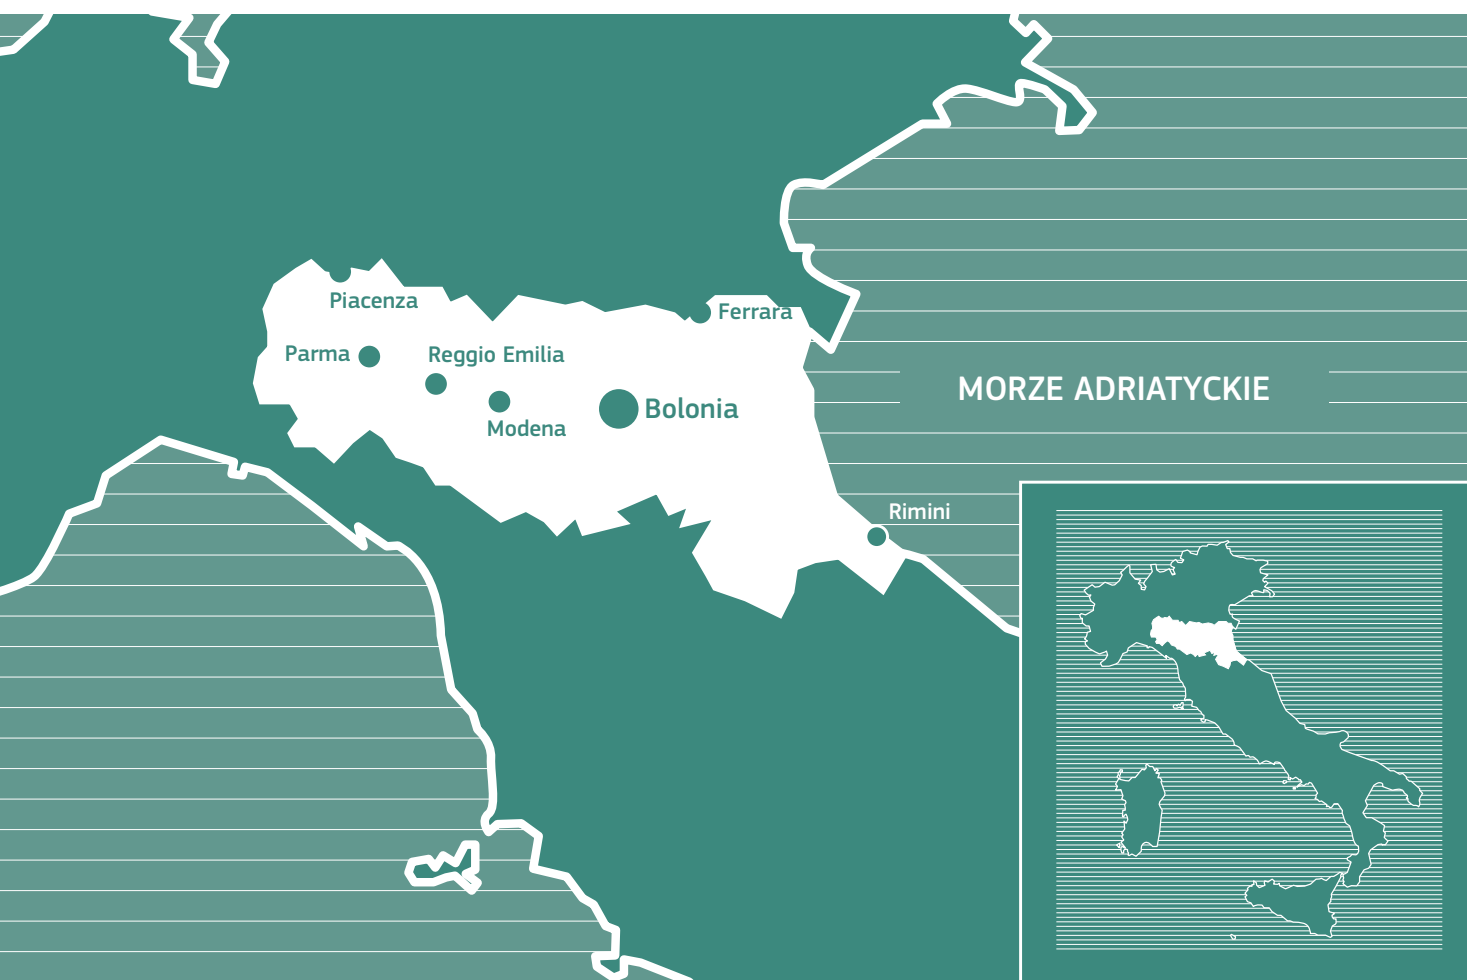 Piacenza
Ferrara
Parma
Reggio Emilia
Modena
Bolonia
MORZE ADRIATYCKIE
Rimini